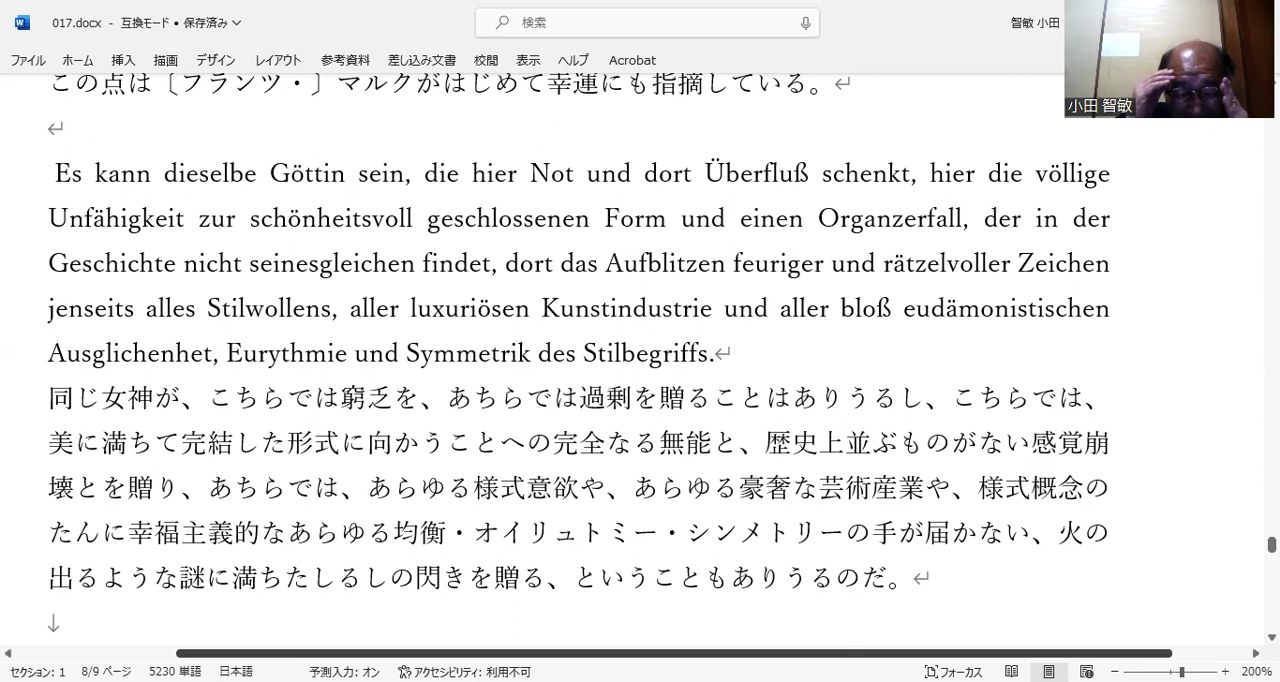 017.docx - 互換モード • 保存済み
検索
智敏 小田
ファイル ホーム 挿入 描画 デザイン レイアウト 参考資料 差し込み文書 校閲 表示 ヘルプ Acrobat
小田 智敏
この点は〔フランツ・〕マルクがはじめて幸運にも指摘している。↵
↵
Es kann dieselbe Göttin sein, die hier Not und dort Überfluß schenkt, hier die völlige
Unfähigkeit zur schönheitsvoll geschlossenen Form und einen Organzerfall, der in der
Geschichte nicht seinesgleichen findet, dort das Aufblitzen feuriger und rätzelvoller Zeichen
jenseits alles Stilwollens, aller luxuriösen Kunstindustrie und aller bloß eudämonistischen
Ausglichenhet, Eurythmie und Symmetrik des Stilbegriffs.↵
同じ女神が、こちらでは窮乏を、あちらでは過剰を贈ることはありうるし、こちらでは、
美に満ちて完結した形式に向かうことへの完全なる無能と、歴史上並ぶものがない感覚崩
壊とを贈り、あちらでは、あらゆる様式意欲や、あらゆる豪奢な芸術産業や、様式概念の
たんに幸福主義的なあらゆる均衡・オイリュトミー・シンメトリーの手が届かない、火の
出るような謎に満ちたしるしの閃きを贈る、ということもありうるのだ。↵
↓
セクション: 1 8/9 ページ 5230 単語 日本語 予測入力: オン アクセシビリティ: 利用不可 フォーカス − + 200%